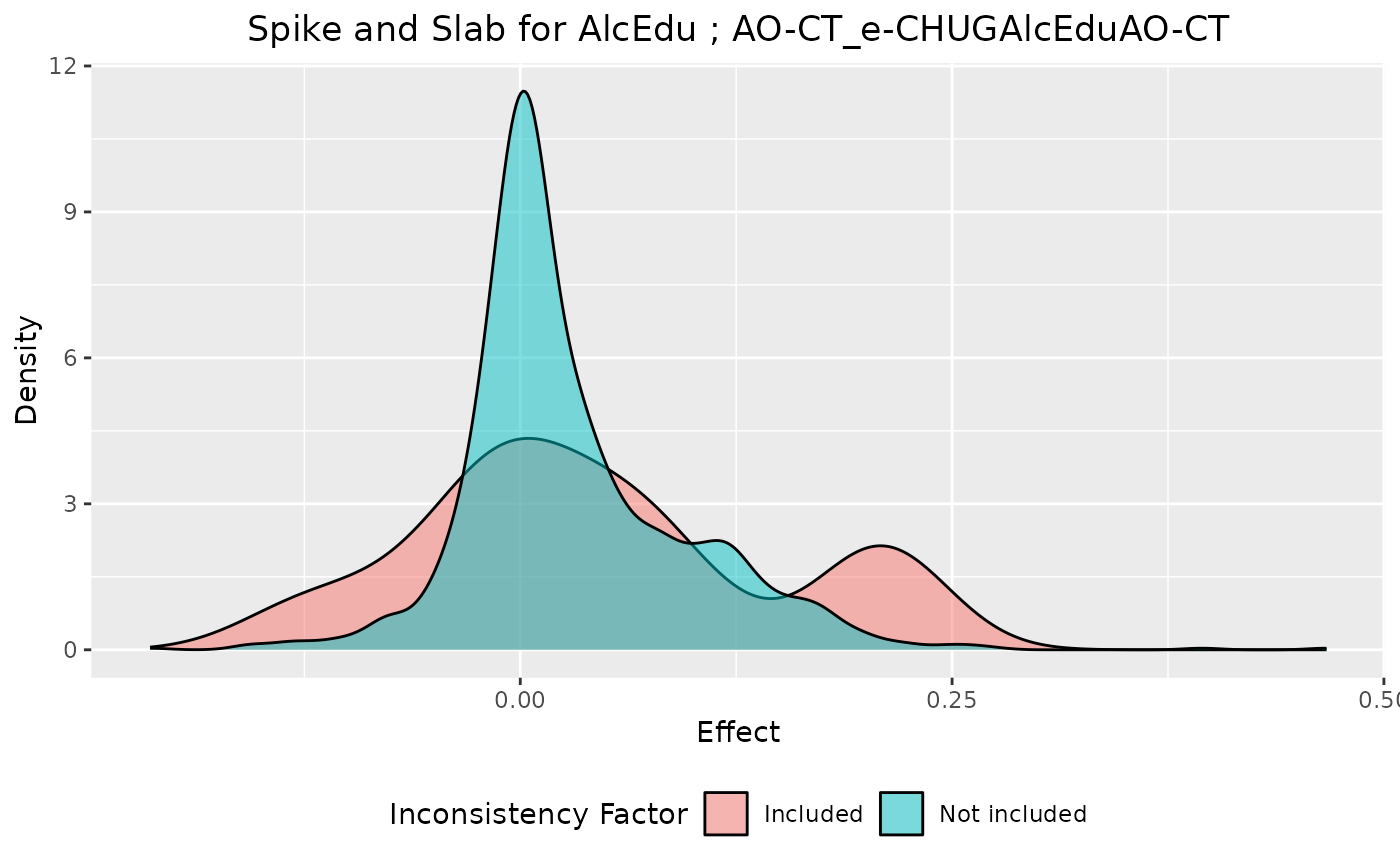 Spike and Slab for AlcEdu ; AO-CT_e-CHUGAlcEduAO-CT
12
9
6
3
0
Density
0.00 0.25 0.50
Effect
Inconsistency Factor Included Not included